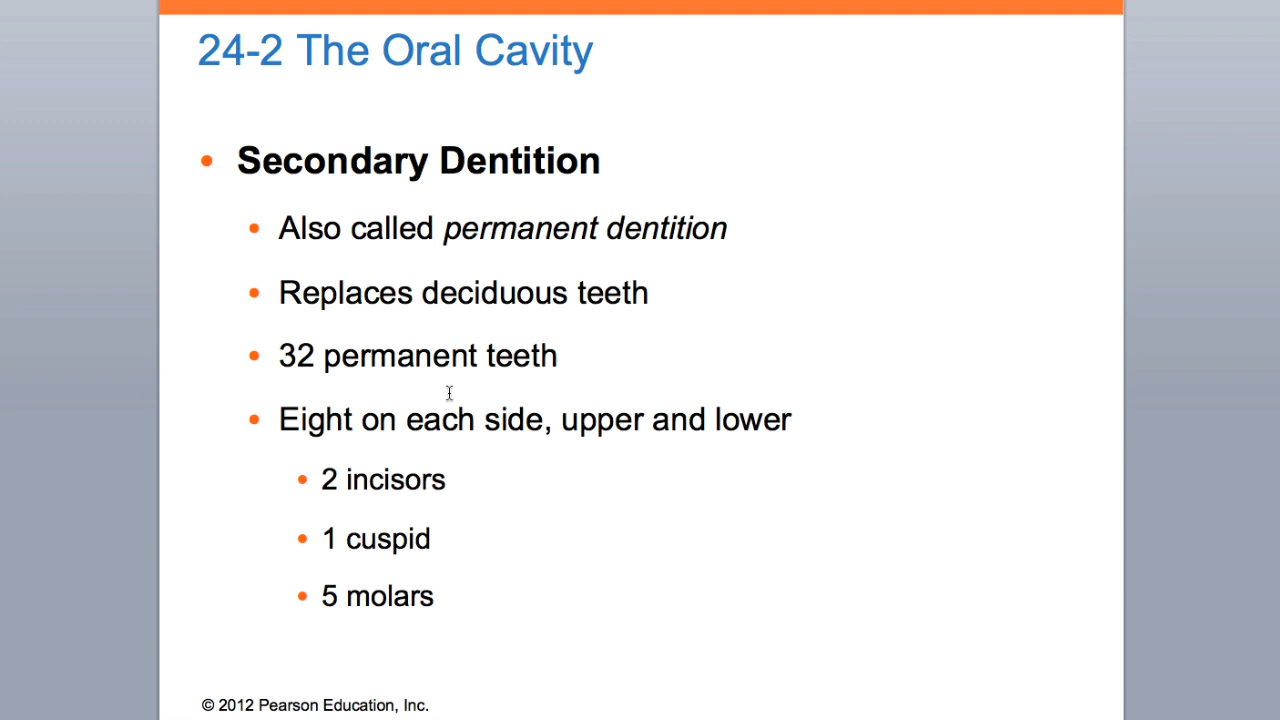 24-2 The Oral Cavity
• Secondary Dentition
• Also called permanent dentition
• Replaces deciduous teeth
• 32 permanent teeth
• Eight on each side, upper and lower
• 2 incisors
• 1 cuspid
• 5 molars
© 2012 Pearson Education, Inc.